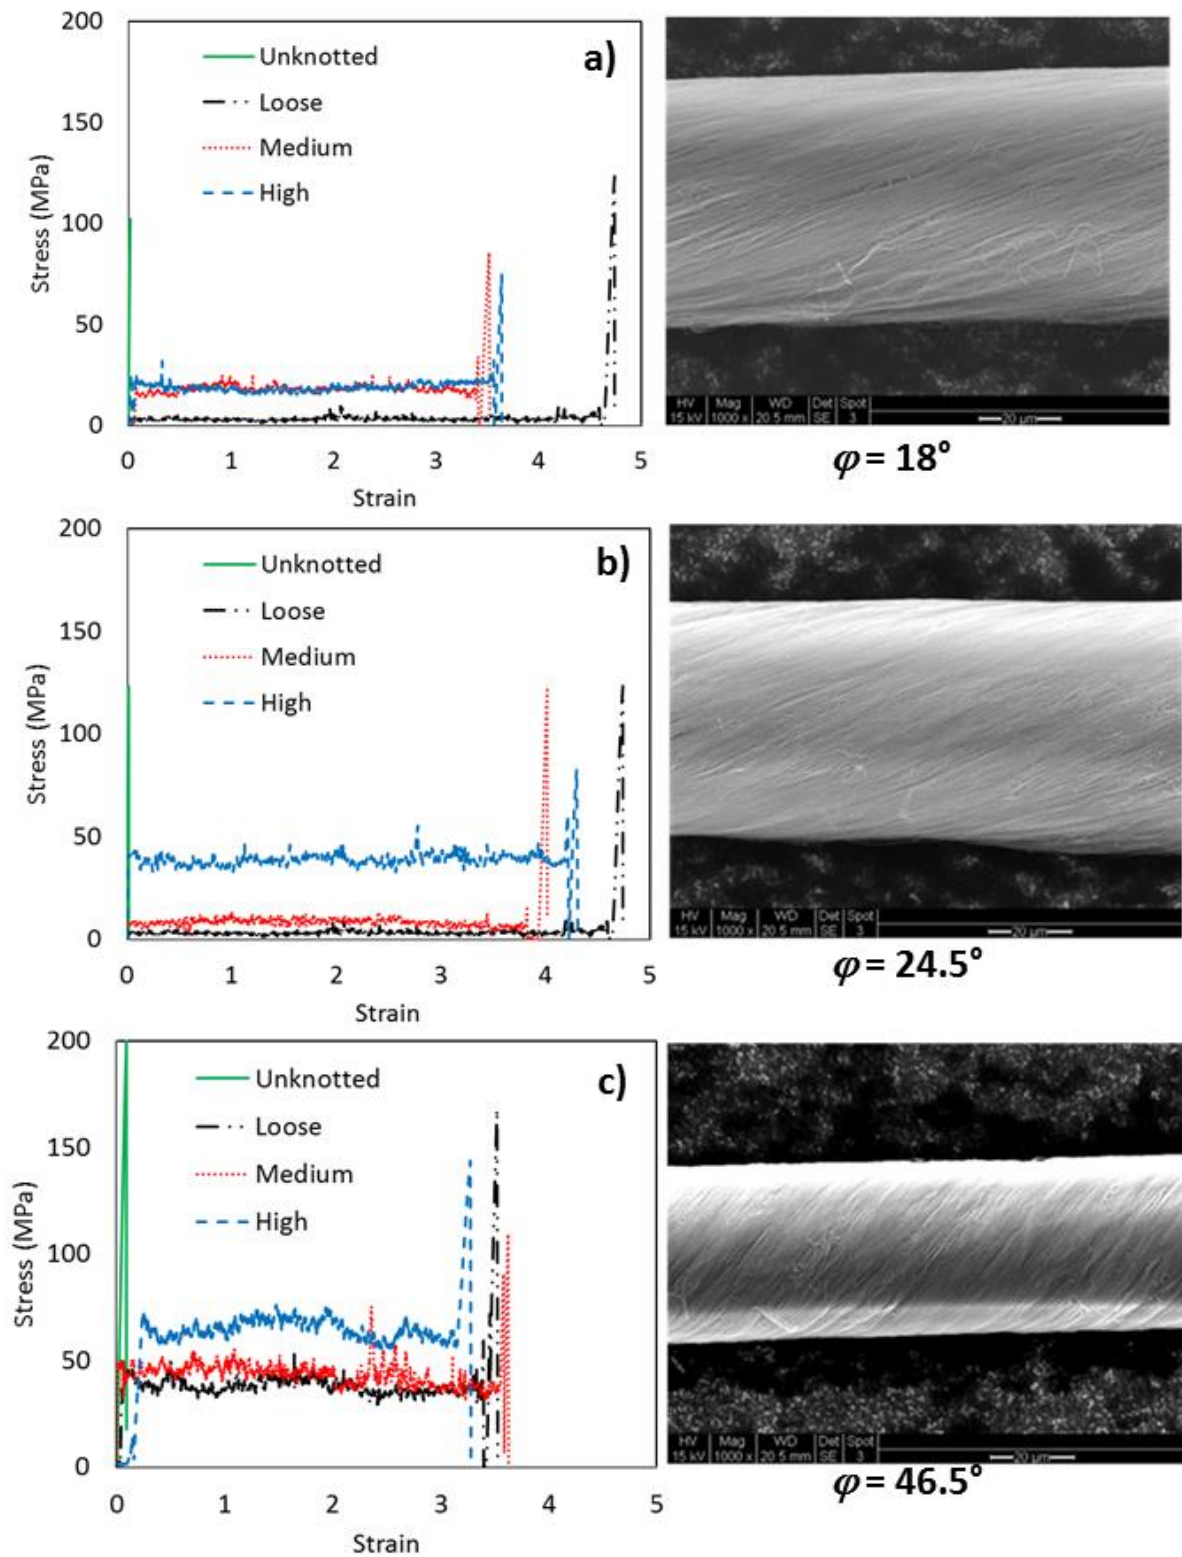 a)
Unknotted
Loose
Medium
High
Stress (MPa)
200
150
100
50
0
0 1 2 3 4 5
Strain
HV Mag WD Det Spot
15 kV 1000 x 20.5 mm SE 3 20 µm
φ = 18°
b)
Unknotted
Loose
Medium
High
Stress (MPa)
200
150
100
50
0
0 1 2 3 4 5
Strain
HV Mag WD Det Spot
15 kV 1000 x 20.5 mm SE 3 20 µm
φ = 24.5°
c)
Unknotted
Loose
Medium
High
Stress (MPa)
200
150
100
50
0
0 1 2 3 4 5
Strain
HV Mag WD Det Spot
15 kV 1000 x 20.5 mm SE 3 20 µm
φ = 46.5°